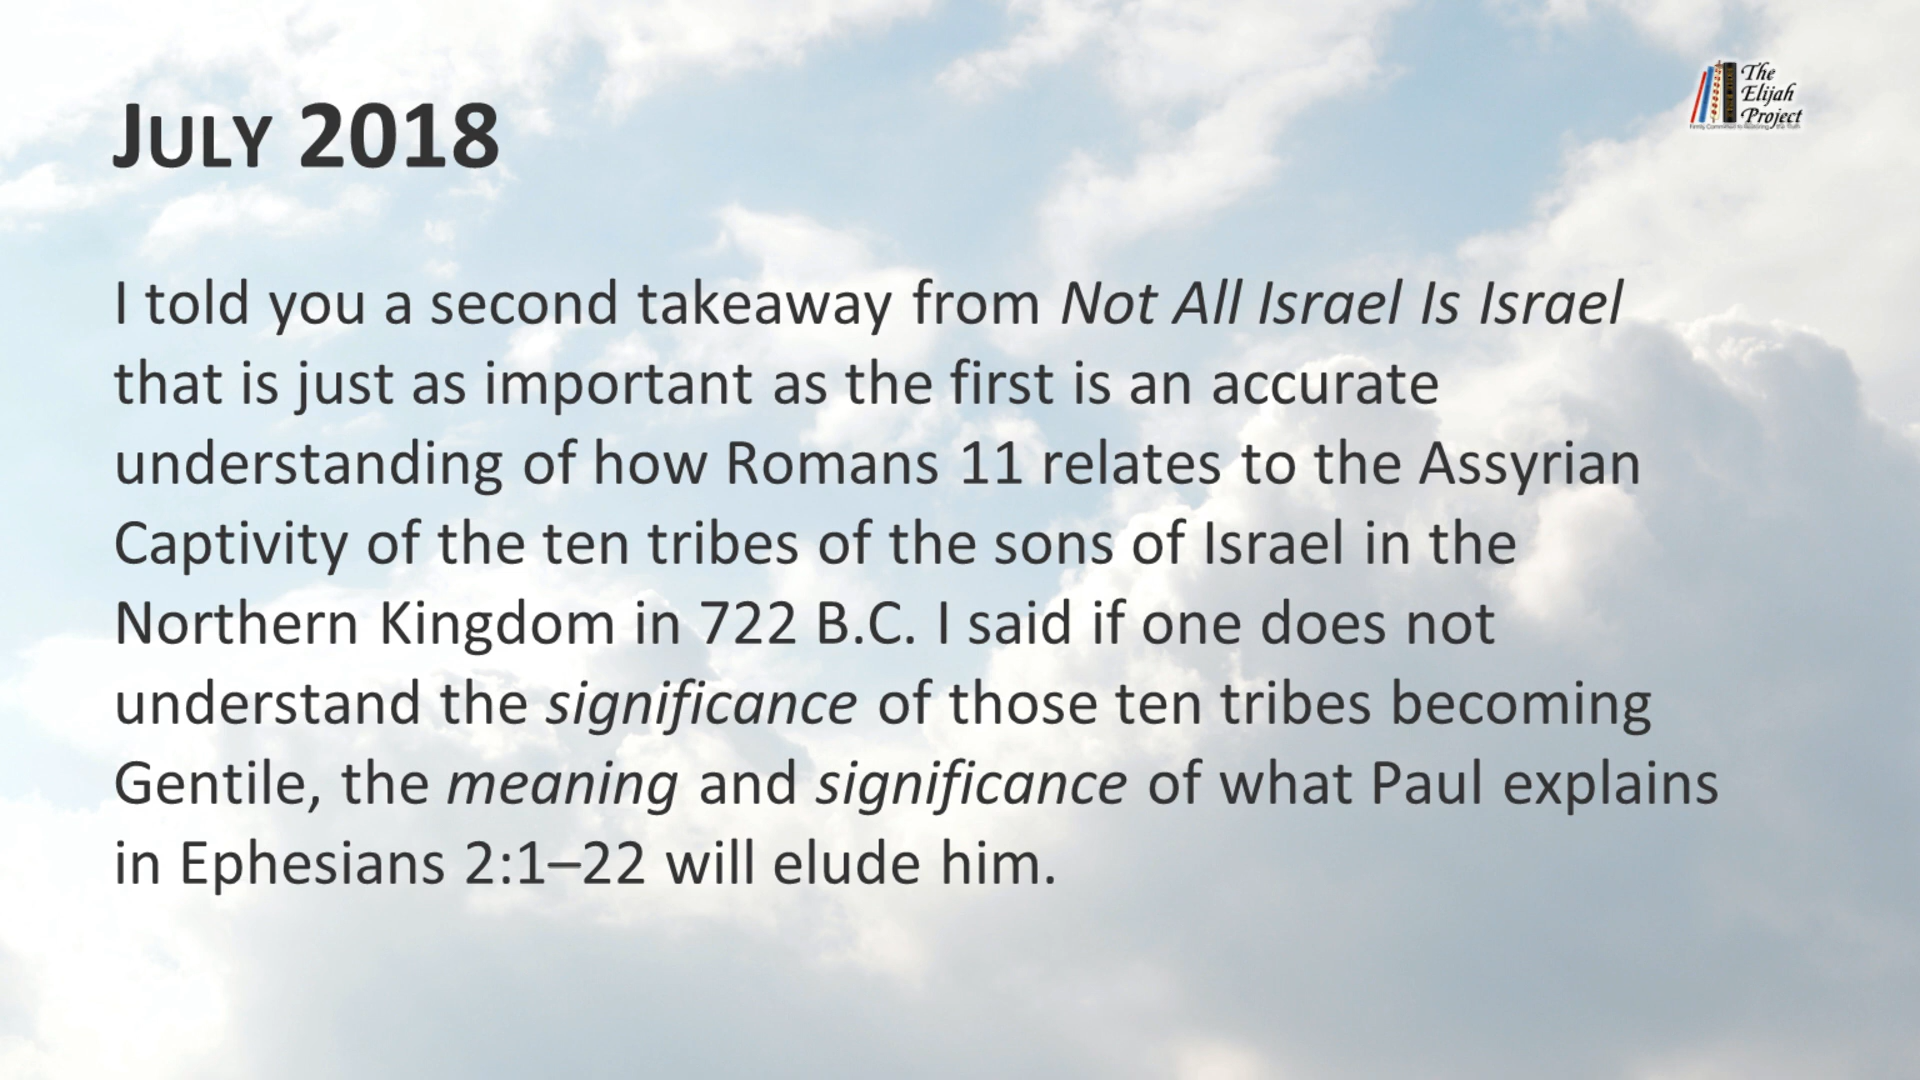 JULY 2018
The
Elijah
Project
I told you a second takeaway from Not All Israel Is Israel
that is just as important as the first is an accurate
understanding of how Romans 11 relates to the Assyrian
Captivity of the ten tribes of the sons of Israel in the
Northern Kingdom in 722 B.C. I said if one does not
understand the significance of those ten tribes becoming
Gentile, the meaning and significance of what Paul explains
in Ephesians 2:1–22 will elude him.